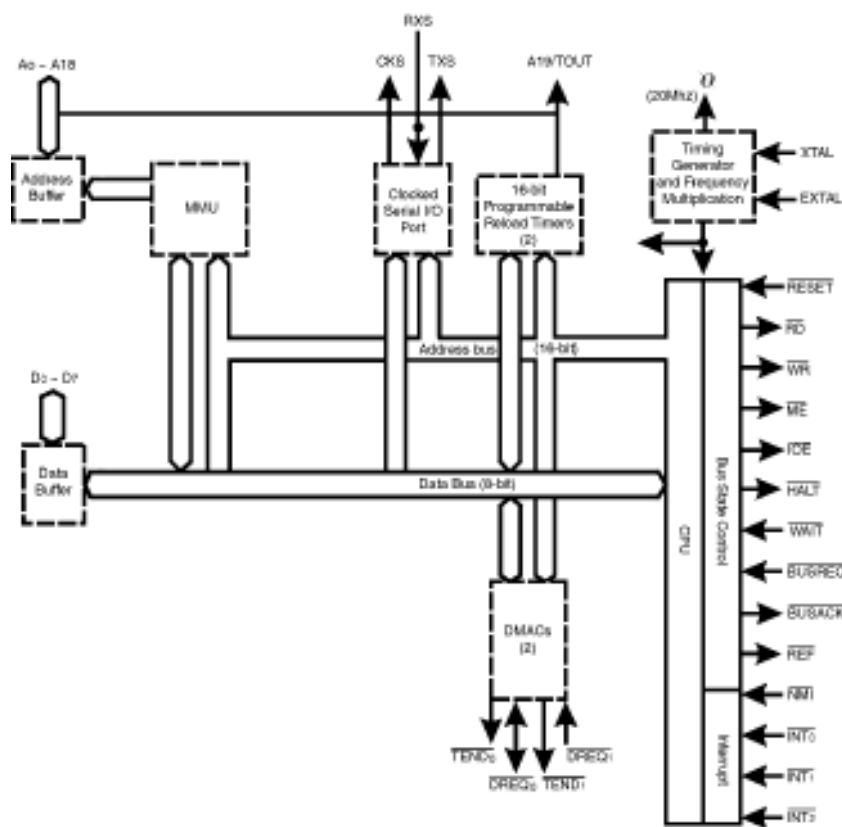 RXS
CKS
TXS
A19/TOUT
Ø
(20Mhz)
A0 – A18
Address
Buffer
MMU
Clocked
Serial I/O
Port
16-bit
Programmable
Reload Timers
(2)
Timing
Generator
and Frequency
Multiplication
XTAL
EXTAL
RESET
RD
WR
ME
IOE
HALT
WAIT
BUSREQ
BUSACK
REF
NMI
INT0
INT1
INT2
Address bus (16-bit)
D0 – D7
Data
Buffer
Data Bus (8-bit)
CPU
Bus State Control
Interrupt
DMACs
(2)
TEND0
DREQ0
TEND1
DREQ1